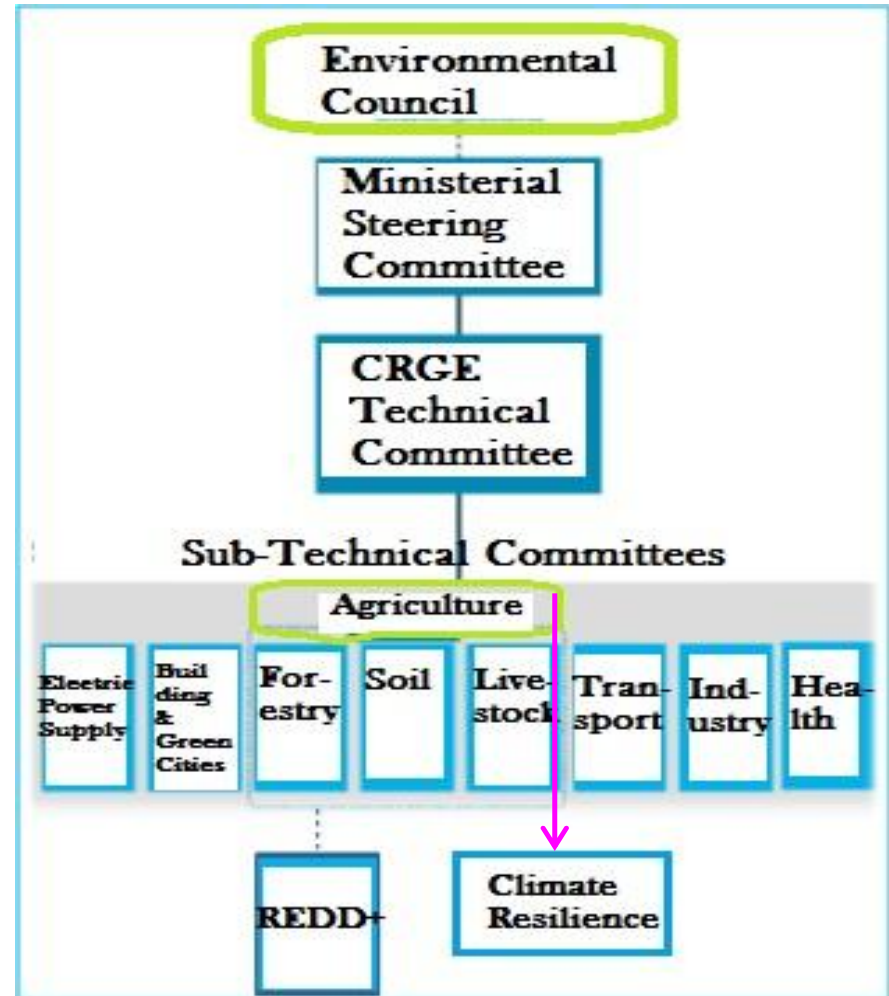 Environmental
Council
Ministerial
Steering
Committee
CRGE
Technical
Committee
Sub-Technical Committees
Agriculture
Electric
Power
Supply
Buil
ding
&
Green
Cities
For-
estry
Soil
Live-
stock
Tran-
sport
Ind-
ustry
Hea-
lth
REDD+
Climate
Resilience